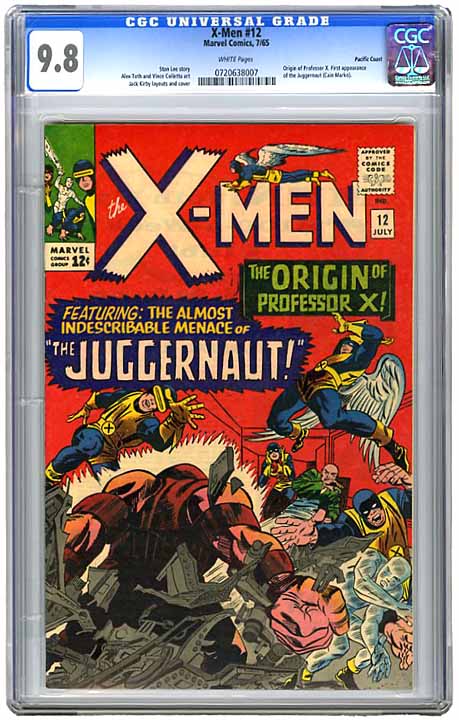 CGC UNIVERSAL GRADE
9.8
X-Men #12
Marvel Comics, 7/65
WHITE Pages
Pacific Coast
Stan Lee story
Alex Toth and Vince Colletta art
Jack Kirby layouts and cover
0720638007
Origin of Professor X. First appearance
of the Juggernaut (Cain Marko).
CGC
MARVEL
COMICS
GROUP
12¢
the X-MEN
APPROVED
BY THE
COMICS
CODE
AUTHORITY
IND.
12
JULY
THE ORIGIN OF
PROFESSOR X!
FEATURING: THE ALMOST
INDESCRIBABLE MENACE OF
"THE JUGGERNAUT!"